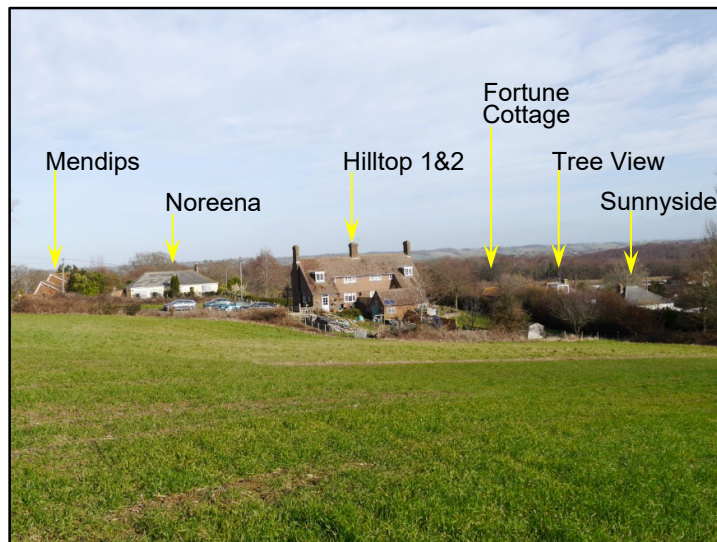 Fortune
Cottage
Mendips
Hilltop 1&2
Tree View
Noreena
Sunnyside